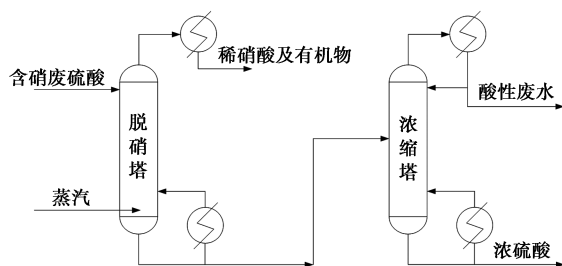 稀硝酸及有机物
含硝废硫酸
脱硝塔
蒸汽
酸性废水
浓缩塔
浓硫酸